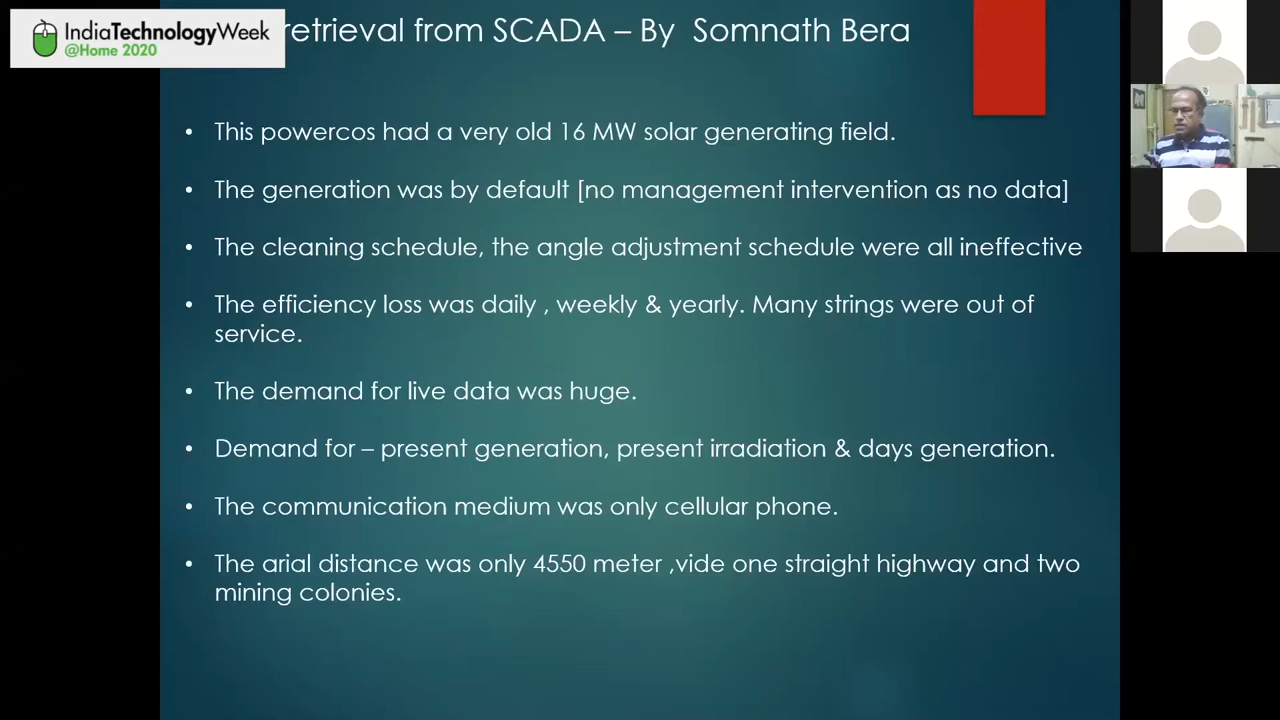 IndiaTechnologyWeek
@Home 2020
retrieval from SCADA – By Somnath Bera
• This powercos had a very old 16 MW solar generating field.
• The generation was by default [no management intervention as no data]
• The cleaning schedule, the angle adjustment schedule were all ineffective
• The efficiency loss was daily , weekly & yearly. Many strings were out of
service.
• The demand for live data was huge.
• Demand for – present generation, present irradiation & days generation.
• The communication medium was only cellular phone.
• The arial distance was only 4550 meter ,vide one straight highway and two
mining colonies.